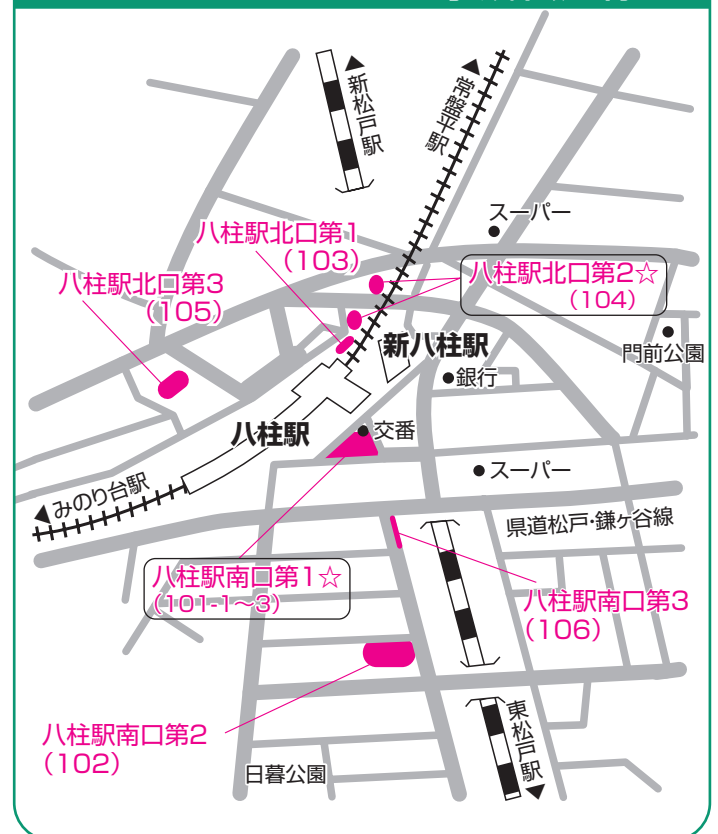 ▲新松戸駅
▲常盤平駅
スーパー
八柱駅北口第1
(103)
八柱駅北口第2☆
(104)
八柱駅北口第3
(105)
新八柱駅
門前公園
銀行
八柱駅
交番
スーパー
◀みのり台駅
県道松戸・鎌ヶ谷線
八柱駅南口第1☆
(101-1〜3)
八柱駅南口第3
(106)
八柱駅南口第2
(102)
日暮公園
東松戸駅▼